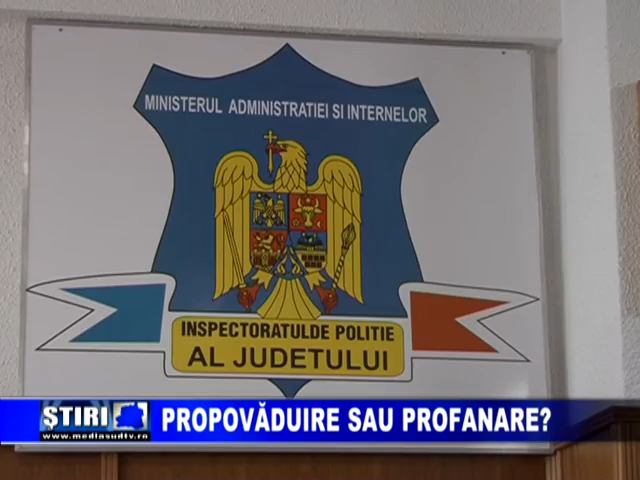 MINISTERUL ADMINISTRATIEI SI INTERNELOR
INSPECTORATULDE POLITIE
AL JUDETULUI
ȘTIRI
www.mediasudtv.ro
PROPOVĂDUIRE SAU PROFANARE?